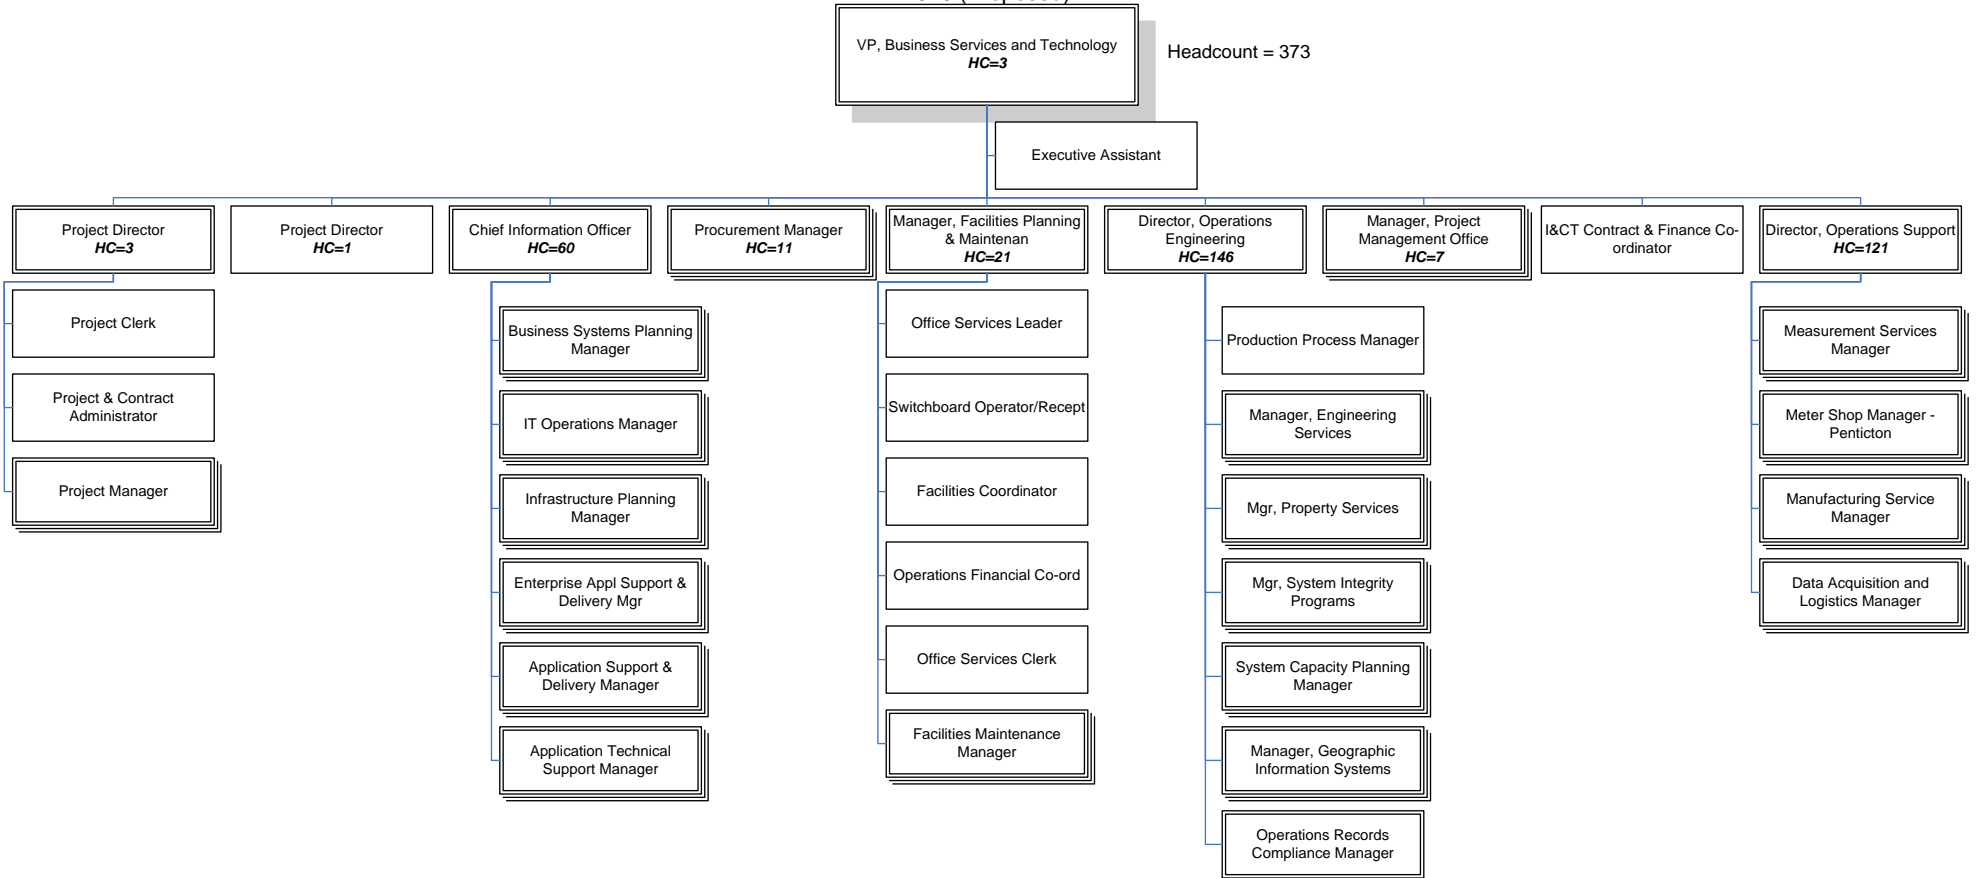 VP, Business Services and Technology
HC=3
Headcount = 373
Executive Assistant
Project Director
HC=3
Project Director
HC=1
Chief Information Officer
HC=60
Procurement Manager
HC=11
Manager, Facilities Planning
& Maintenan
HC=21
Director, Operations
Engineering
HC=146
Manager, Project
Management Office
HC=7
I&CT Contract & Finance Co-
ordinator
Director, Operations Support
HC=121
Project Clerk
Project & Contract
Administrator
Project Manager
Business Systems Planning
Manager
IT Operations Manager
Infrastructure Planning
Manager
Enterprise Appl Support &
Delivery Mgr
Application Support &
Delivery Manager
Application Technical
Support Manager
Office Services Leader
Switchboard Operator/Recept
Facilities Coordinator
Operations Financial Co-ord
Office Services Clerk
Facilities Maintenance
Manager
Production Process Manager
Manager, Engineering
Services
Mgr, Property Services
Mgr, System Integrity
Programs
System Capacity Planning
Manager
Manager, Geographic
Information Systems
Operations Records
Compliance Manager
Measurement Services
Manager
Meter Shop Manager -
Penticton
Manufacturing Service
Manager
Data Acquisition and
Logistics Manager